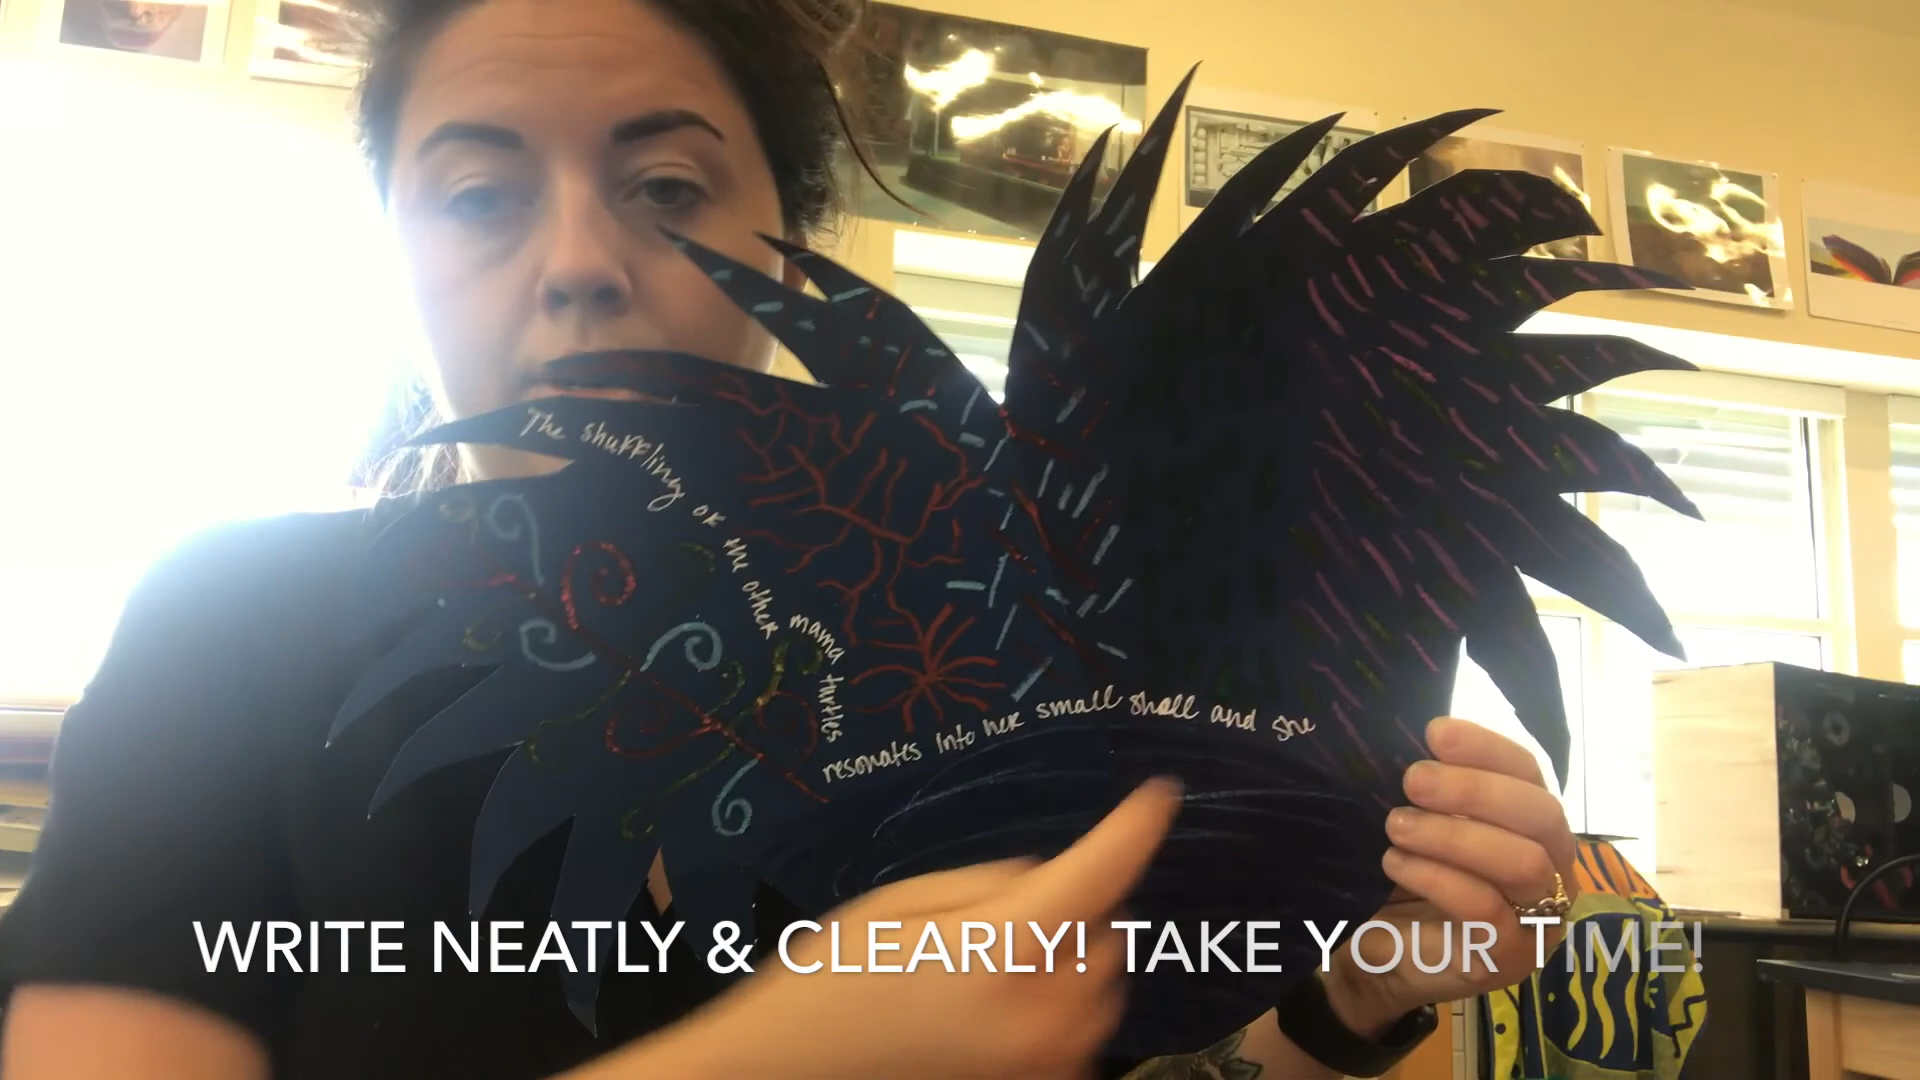 The shuffling of the other mama turtles
resonates into her small shell and she
WRITE NEATLY & CLEARLY! TAKE YOUR TIME!